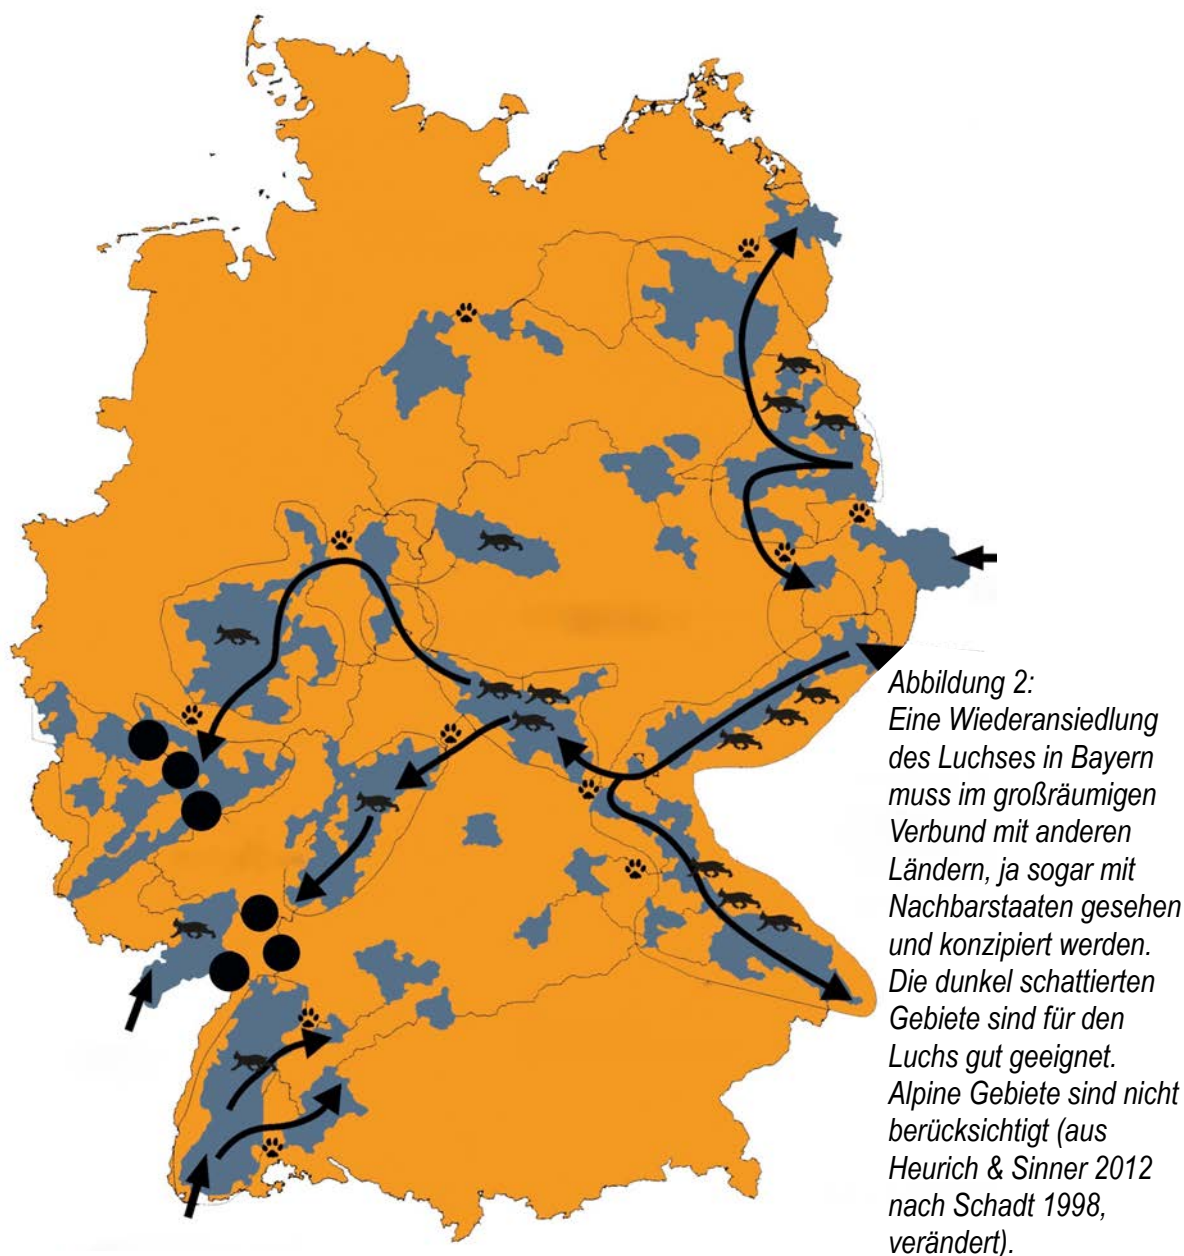 Abbildung 2:
Eine Wiederansiedlung
des Luchses in Bayern
muss im großräumigen
Verbund mit anderen
Ländern, ja sogar mit
Nachbarstaaten gesehen
und konzipiert werden.
Die dunkel schattierten
Gebiete sind für den
Luchs gut geeignet.
Alpine Gebiete sind nicht
berücksichtigt (aus
Heurich & Sinner 2012
nach Schadt 1998,
verändert).